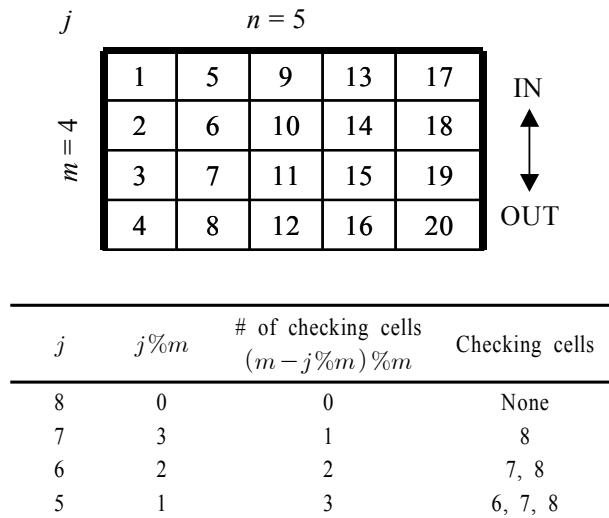 j n = 5
m = 4
1 5 9 13 17
2 6 10 14 18
3 7 11 15 19
4 8 12 16 20
IN
OUT
j j%m # of checking cells (m−j%m)%m Checking cells
8 0 0 None
7 3 1 8
6 2 2 7, 8
5 1 3 6, 7, 8